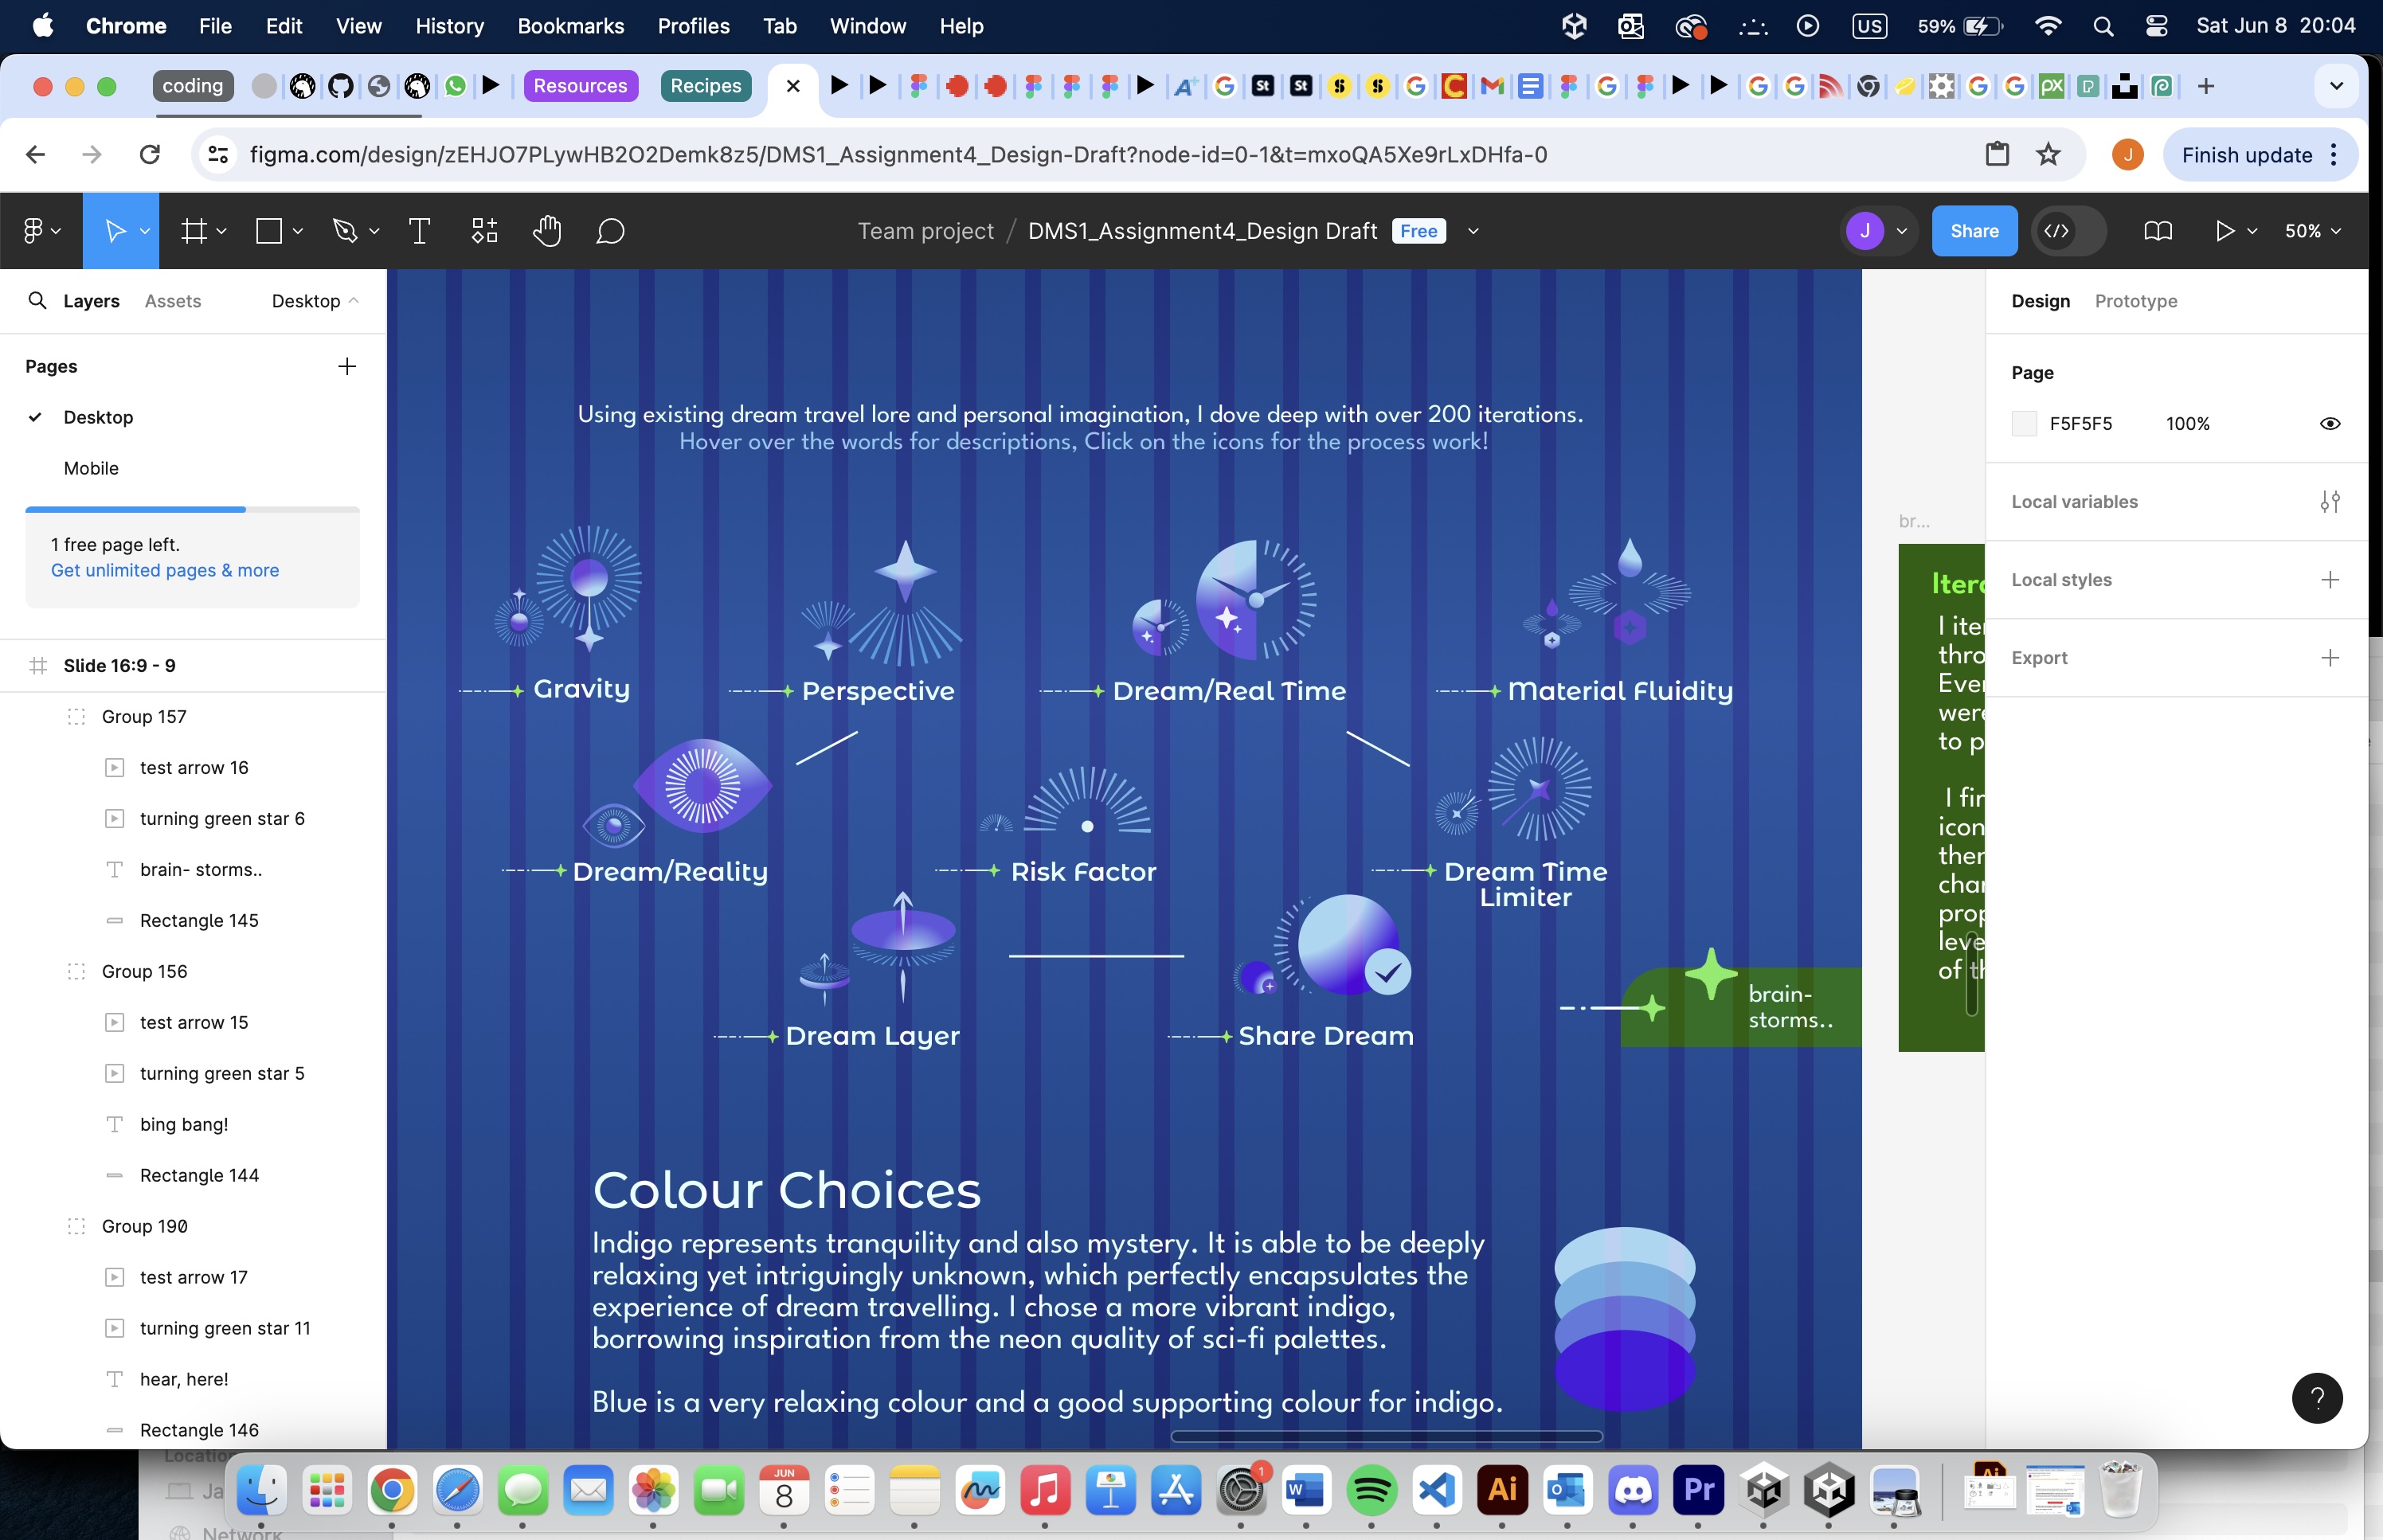 Chrome File Edit View History Bookmarks Profiles Tab Window Help US 59% Sat Jun 8 20:04
coding Resources Recipes
figma.com/design/zEHJO7PLywHB2O2Demk8z5/DMS1_Assignment4_Design-Draft?node-id=0-1&t=mxoQA5Xe9rLxDHfa-0 J Finish update
Team project / DMS1_Assignment4_Design Draft Free J Share 50%
Layers Assets Desktop
Pages
Desktop
Mobile
1 free page left.
Get unlimited pages & more
Slide 16:9 - 9
Group 157
test arrow 16
turning green star 6
brain- storms..
Rectangle 145
Group 156
test arrow 15
turning green star 5
bing bang!
Rectangle 144
Group 190
test arrow 17
turning green star 11
hear, here!
Rectangle 146
Using existing dream travel lore and personal imagination, I dove deep with over 200 iterations.
Hover over the words for descriptions, Click on the icons for the process work!
Gravity
Perspective
Dream/Real Time
Material Fluidity
Dream/Reality
Risk Factor
Dream Time
Limiter
Dream Layer
Share Dream
brain-
storms..
Colour Choices
Indigo represents tranquility and also mystery. It is able to be deeply
relaxing yet intriguingly unknown, which perfectly encapsulates the
experience of dream travelling. I chose a more vibrant indigo,
borrowing inspiration from the neon quality of sci-fi palettes.
Blue is a very relaxing colour and a good supporting colour for indigo.
br...
I
to
I
of
Design Prototype
Page
F5F5F5 100%
Local variables
Local styles
Export
?
Network
JUN
8
1
W
Ai
O
Pr